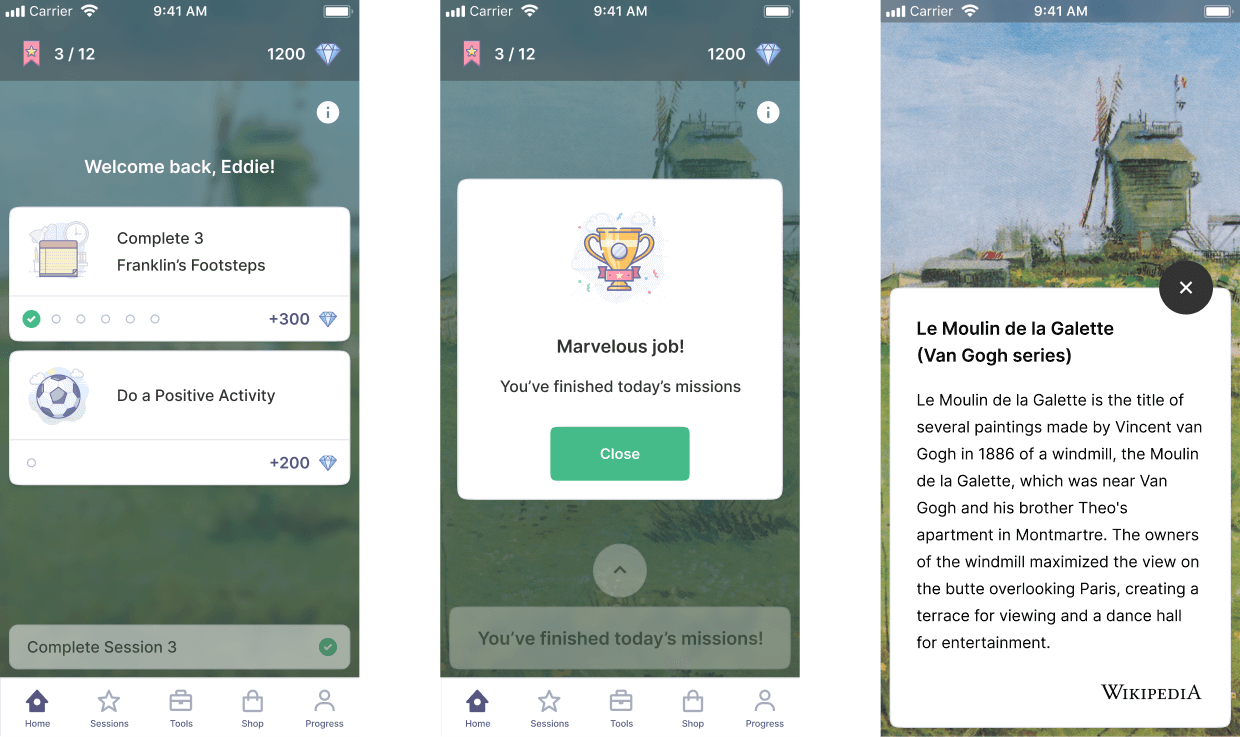 Carrier 9:41 AM
3 / 12 1200
Welcome back, Eddie!
Complete 3
Franklin’s Footsteps
+300
Do a Positive Activity
+200
Complete Session 3
Home Sessions Tools Shop Progress
Carrier 9:41 AM
3 / 12 1200
Marvelous job!
You’ve finished today’s missions
Close
You’ve finished today’s missions!
Home Sessions Tools Shop Progress
Carrier 9:41 AM
Le Moulin de la Galette
(Van Gogh series)
Le Moulin de la Galette is the title of
several paintings made by Vincent van
Gogh in 1886 of a windmill, the Moulin
de la Galette, which was near Van
Gogh and his brother Theo's
apartment in Montmartre. The owners
of the windmill maximized the view on
the butte overlooking Paris, creating a
terrace for viewing and a dance hall
for entertainment.
WIKIPEDIA